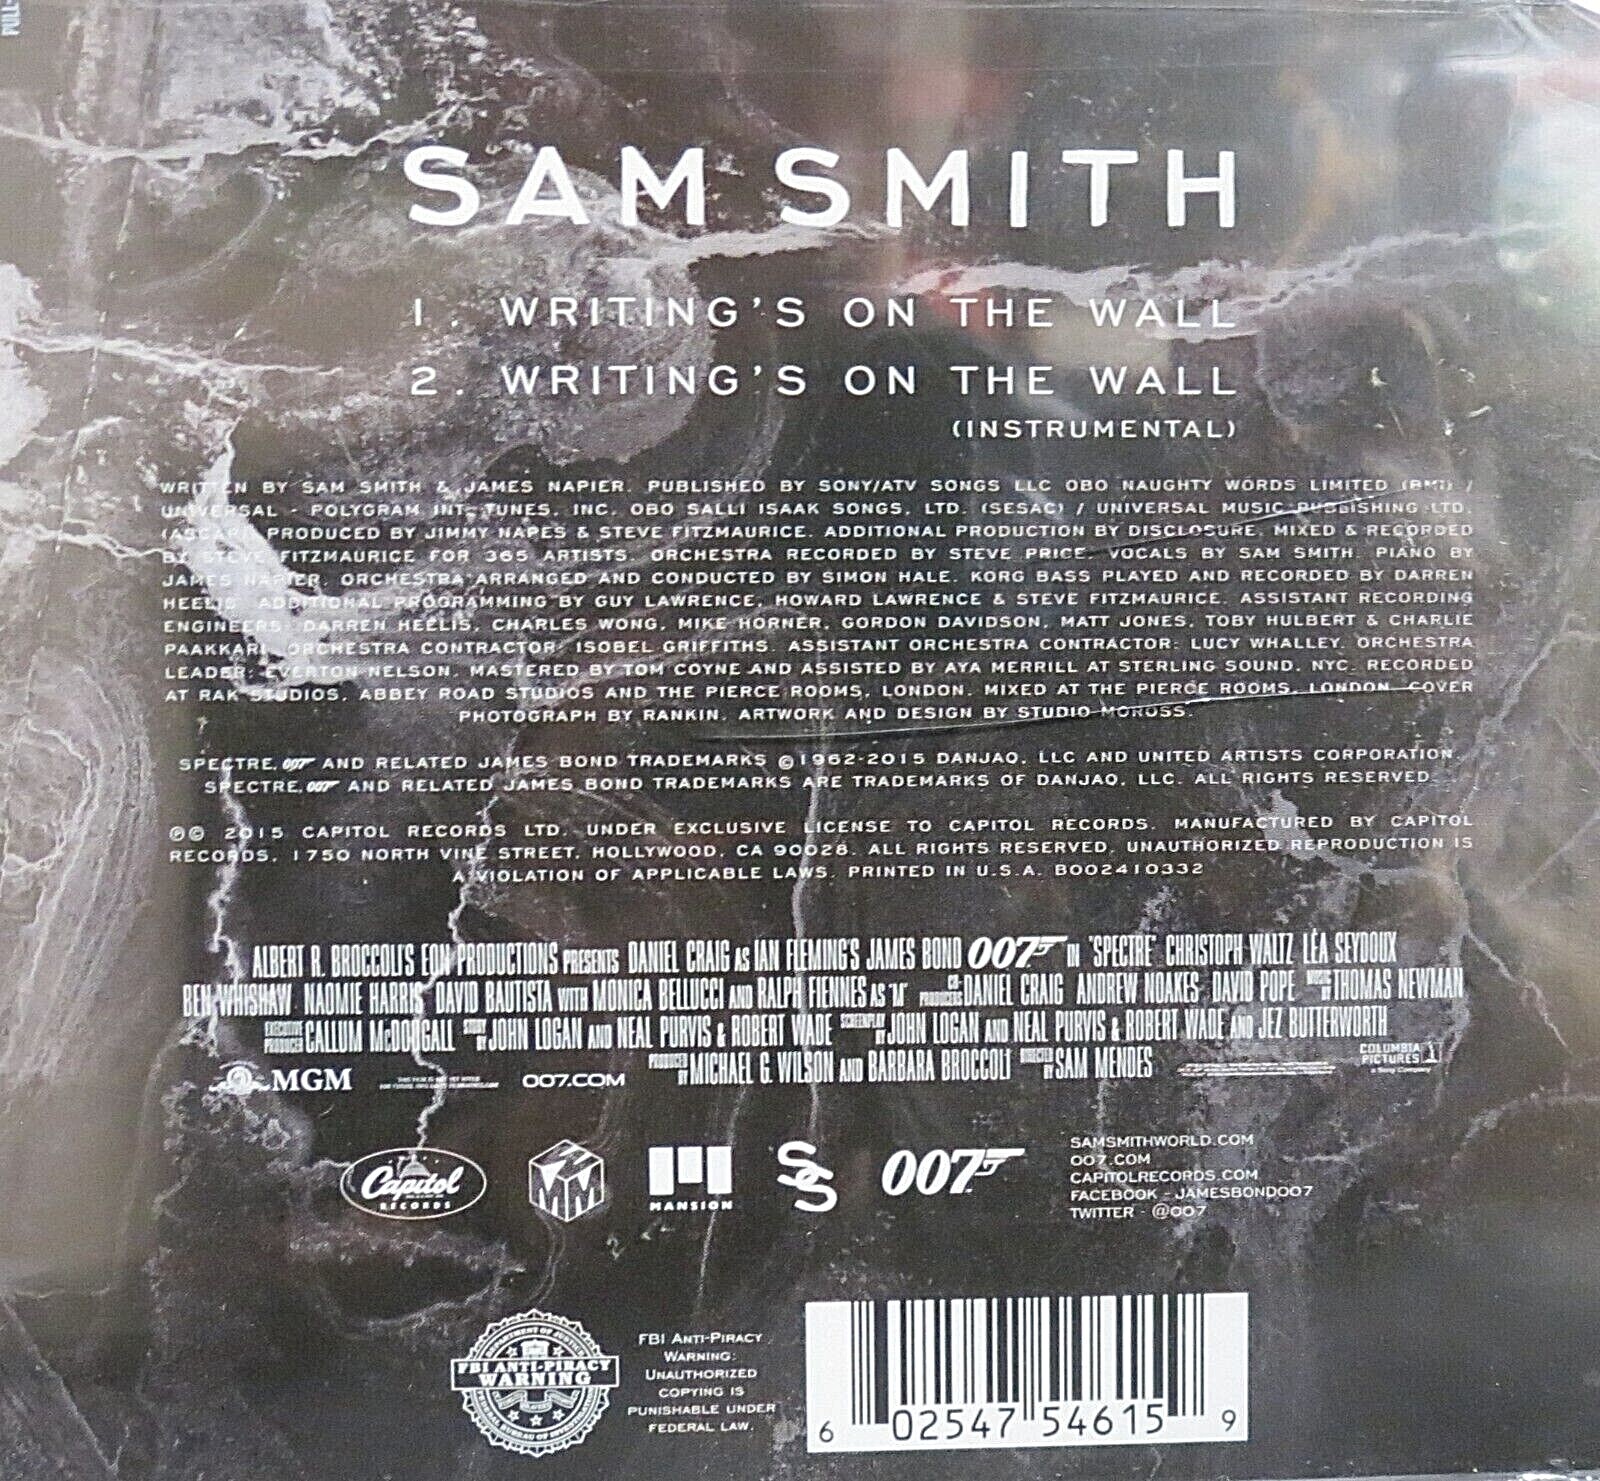 PULL
SAM SMITH
1. WRITING'S ON THE WALL
2. WRITING'S ON THE WALL
(INSTRUMENTAL)
WRITTEN BY SAM SMITH & JAMES NAPIER. PUBLISHED BY SONY/ATV SONGS LLC OBO NAUGHTY WORDS LIMITED (BMI) /
UNIVERSAL - POLYGRAM INT. TUNES, INC. OBO SALLI ISAAK SONGS, LTD. (SESAC) / UNIVERSAL MUSIC PUBLISHING LTD.
(ASCAP). PRODUCED BY JIMMY NAPES & STEVE FITZMAURICE. ADDITIONAL PRODUCTION BY DISCLOSURE. MIXED & RECORDED
BY STEVE FITZMAURICE FOR 365 ARTISTS. ORCHESTRA RECORDED BY STEVE PRICE. VOCALS BY SAM SMITH. PIANO BY
JAMES NAPIER. ORCHESTRA ARRANGED AND CONDUCTED BY SIMON HALE. KORG BASS PLAYED AND RECORDED BY DARREN
HEELIS. ADDITIONAL PROGRAMMING BY GUY LAWRENCE, HOWARD LAWRENCE & STEVE FITZMAURICE. ASSISTANT RECORDING
ENGINEERS: DARREN HEELIS, CHARLES WONG, MIKE HORNER, GORDON DAVIDSON, MATT JONES, TOBY HULBERT & CHARLIE
PAAKKARI. ORCHESTRA CONTRACTOR: ISOBEL GRIFFITHS. ASSISTANT ORCHESTRA CONTRACTOR: LUCY WHALLEY. ORCHESTRA
LEADER: EVERTON NELSON. MASTERED BY TOM COYNE AND ASSISTED BY AYA MERRILL AT STERLING SOUND, NYC. RECORDED
AT RAK STUDIOS, ABBEY ROAD STUDIOS AND THE PIERCE ROOMS, LONDON. MIXED AT THE PIERCE ROOMS, LONDON. COVER
PHOTOGRAPH BY RANKIN. ARTWORK AND DESIGN BY STUDIO MOROSS.
SPECTRE, 007 AND RELATED JAMES BOND TRADEMARKS ©1962-2015 DANJAQ, LLC AND UNITED ARTISTS CORPORATION.
SPECTRE, 007 AND RELATED JAMES BOND TRADEMARKS ARE TRADEMARKS OF DANJAQ, LLC. ALL RIGHTS RESERVED.
℗© 2015 CAPITOL RECORDS LTD. UNDER EXCLUSIVE LICENSE TO CAPITOL RECORDS. MANUFACTURED BY CAPITOL
RECORDS, 1750 NORTH VINE STREET, HOLLYWOOD, CA 90028. ALL RIGHTS RESERVED. UNAUTHORIZED REPRODUCTION IS
A VIOLATION OF APPLICABLE LAWS. PRINTED IN U.S.A. B002410332
ALBERT R. BROCCOLI'S EON PRODUCTIONS PRESENTS DANIEL CRAIG AS IAN FLEMING'S JAMES BOND 007 IN "SPECTRE" CHRISTOPH WALTZ LÉA SEYDOUX
BEN WHISHAW NAOMIE HARRIS DAVID BAUTISTA WITH MONICA BELLUCCI AND RALPH FIENNES AS "M" CO-PRODUCERS DANIEL CRAIG ANDREW NOAKES DAVID POPE MUSIC BY THOMAS NEWMAN
EXECUTIVE PRODUCER CALLUM McDOUGALL STORY BY JOHN LOGAN AND NEAL PURVIS & ROBERT WADE SCREENPLAY BY JOHN LOGAN AND NEAL PURVIS & ROBERT WADE AND JEZ BUTTERWORTH
PRODUCED BY MICHAEL G. WILSON AND BARBARA BROCCOLI DIRECTED BY SAM MENDES
MGM
THIS FILM IS NOT YET RATED
007.COM
COLUMBIA
PICTURES
a Sony Company
Capitol
RECORDS
MANSION
SS
007
SAMSMITHWORLD.COM
007.COM
CAPITOLRECORDS.COM
FACEBOOK - JAMESBOND007
TWITTER - @007
DEPARTMENT OF JUSTICE
FBI ANTI-PIRACY
WARNING
FEDERAL BUREAU OF INVESTIGATION
FBI ANTI-PIRACY
WARNING:
UNAUTHORIZED
COPYING IS
PUNISHABLE UNDER
FEDERAL LAW.
6 02547 54615 9